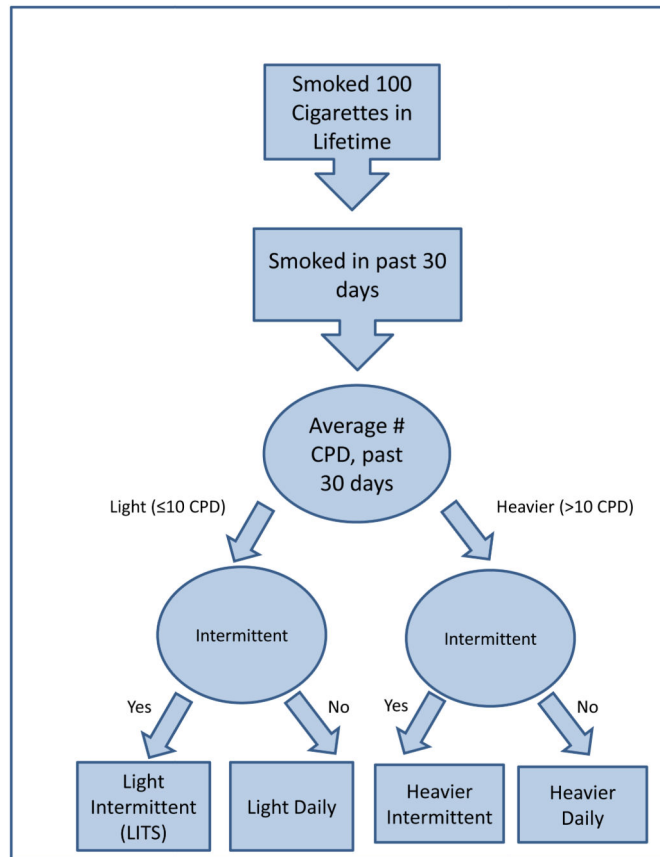 Smoked 100
Cigarettes in
Lifetime
Smoked in past 30
days
Average #
CPD, past
30 days
Light (≤10 CPD)
Heavier (>10 CPD)
Intermittent
Intermittent
Yes
No
Yes
No
Light
Intermittent
(LITS)
Light Daily
Heavier
Intermittent
Heavier
Daily